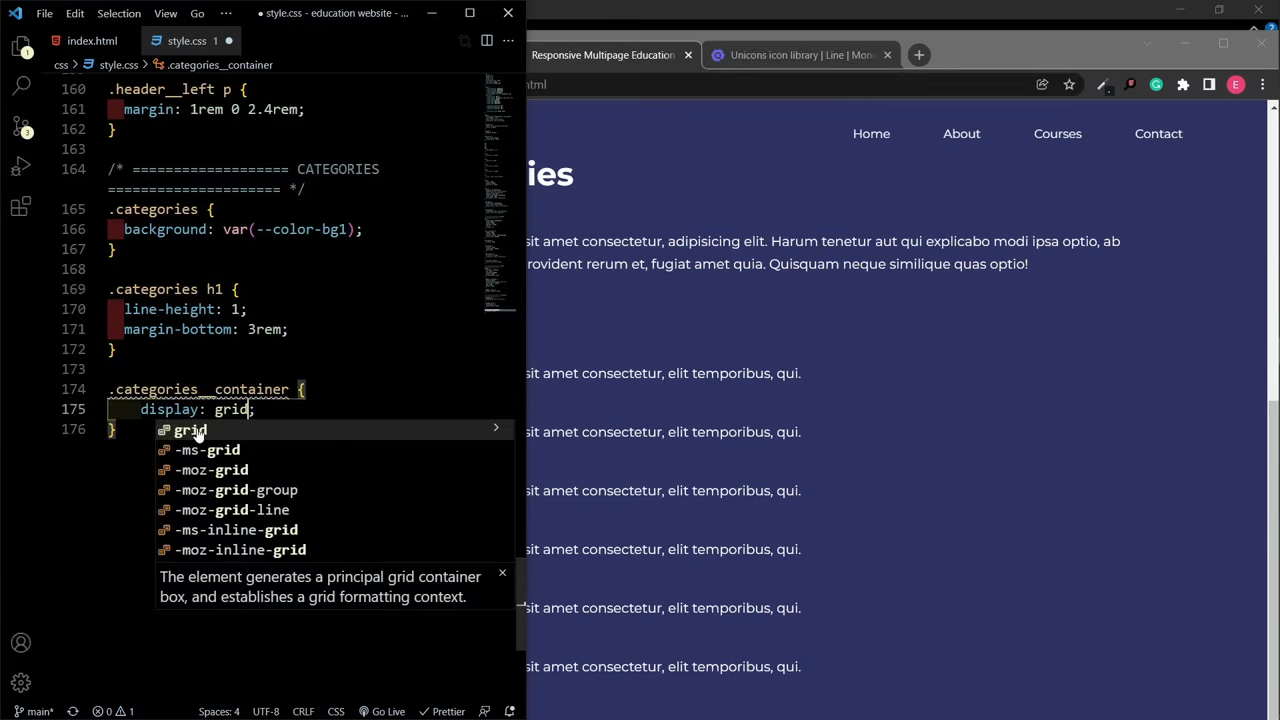 File Edit Selection View Go ● style.css - education website - ...
index.html
style.css 1
css > style.css > .categories__container
160 .header__left p {
161 margin: 1rem 0 2.4rem;
162 }
163
164 /* =================== CATEGORIES
===================== */
165 .categories {
166 background: var(--color-bg1);
167 }
168
169 .categories h1 {
170 line-height: 1;
171 margin-bottom: 3rem;
172 }
173
174 .categories__container {
175 display: grid;
176 }
grid
-ms-grid
-moz-grid
-moz-grid-group
-moz-grid-line
-ms-inline-grid
-moz-inline-grid
The element generates a principal grid container
box, and establishes a grid formatting context.
main* 0 1 Spaces: 4 UTF-8 CRLF CSS Go Live Prettier
1
3
Responsive Multipage Education
Unicons icon library | Line | Mon
html
E
Home About Courses Contact
ies
sit amet consectetur, adipisicing elit. Harum tenetur aut qui explicabo modi ipsa optio, ab
rovident rerum et, fugiat amet quia. Quisquam neque similique quas optio!
sit amet consectetur, elit temporibus, qui.
sit amet consectetur, elit temporibus, qui.
sit amet consectetur, elit temporibus, qui.
sit amet consectetur, elit temporibus, qui.
sit amet consectetur, elit temporibus, qui.
sit amet consectetur, elit temporibus, qui.